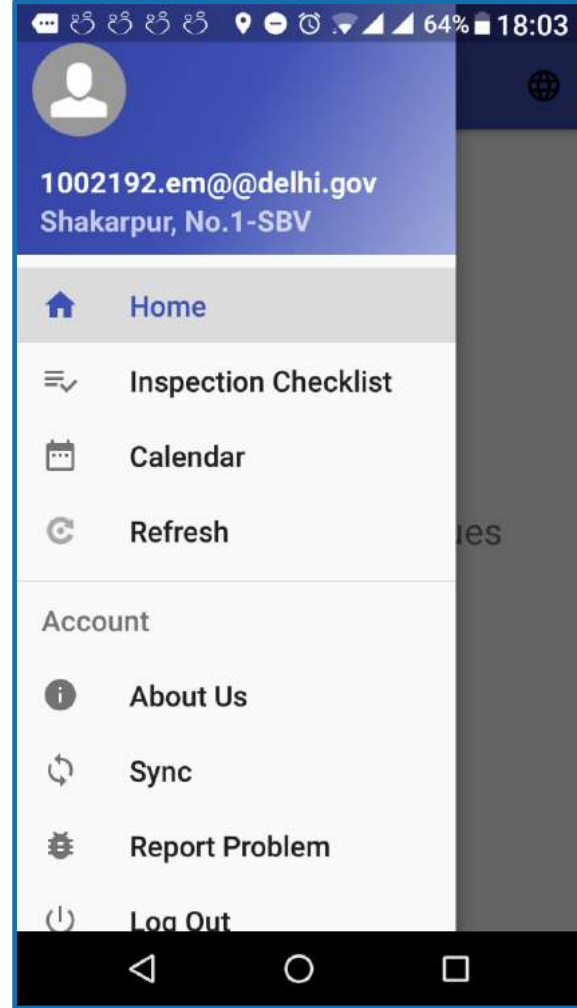 64% 18:03
1002192.em@@delhi.gov
Shakarpur, No.1-SBV
Home
Inspection Checklist
Calendar
Refresh
ues
Account
About Us
Sync
Report Problem
Log Out